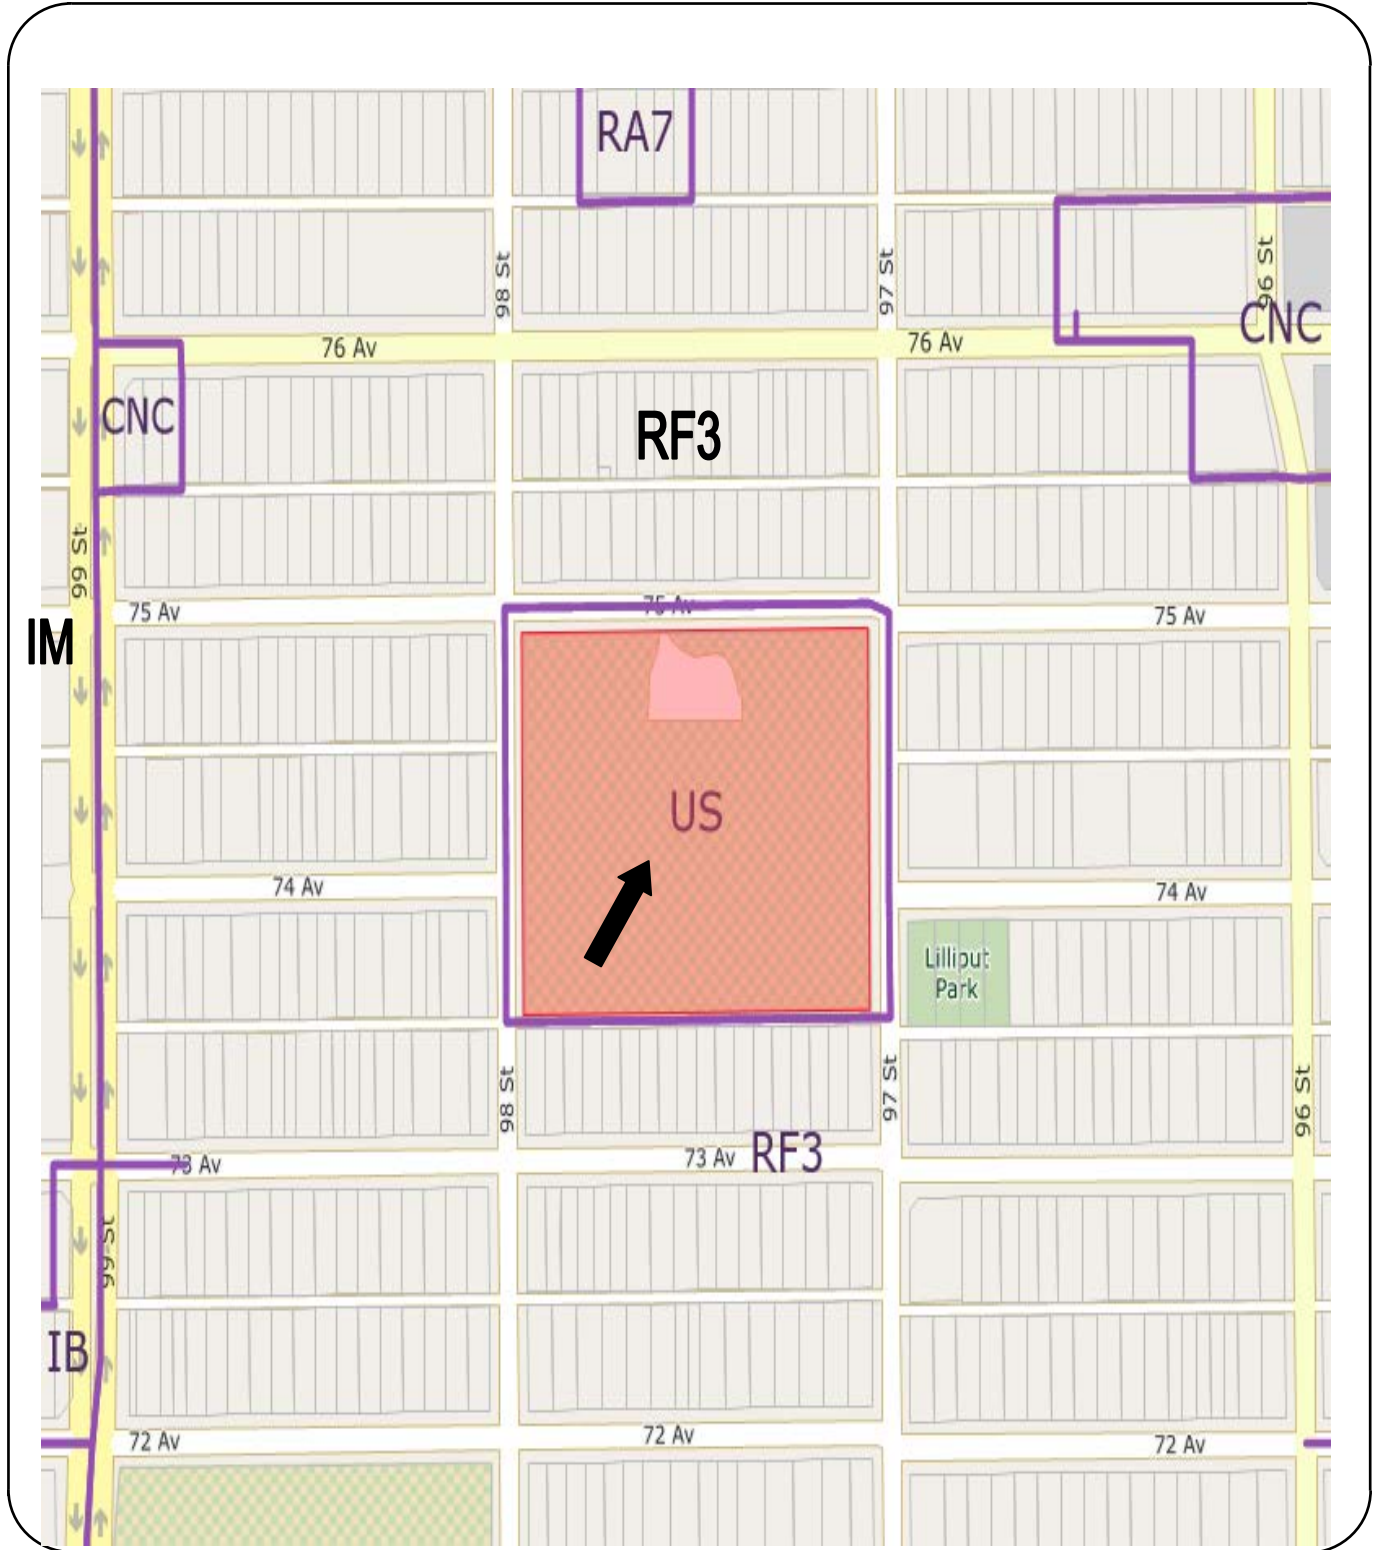 RA7
98 St
97 St
96 St
CNC
76 Av
76 Av
CNC
RF3
99 St
75 Av
75 Av
75 Av
IM
US
74 Av
74 Av
Lilliput
Park
98 St
97 St
96 St
73 Av
73 Av
RF3
99 St
IB
72 Av
72 Av
72 Av